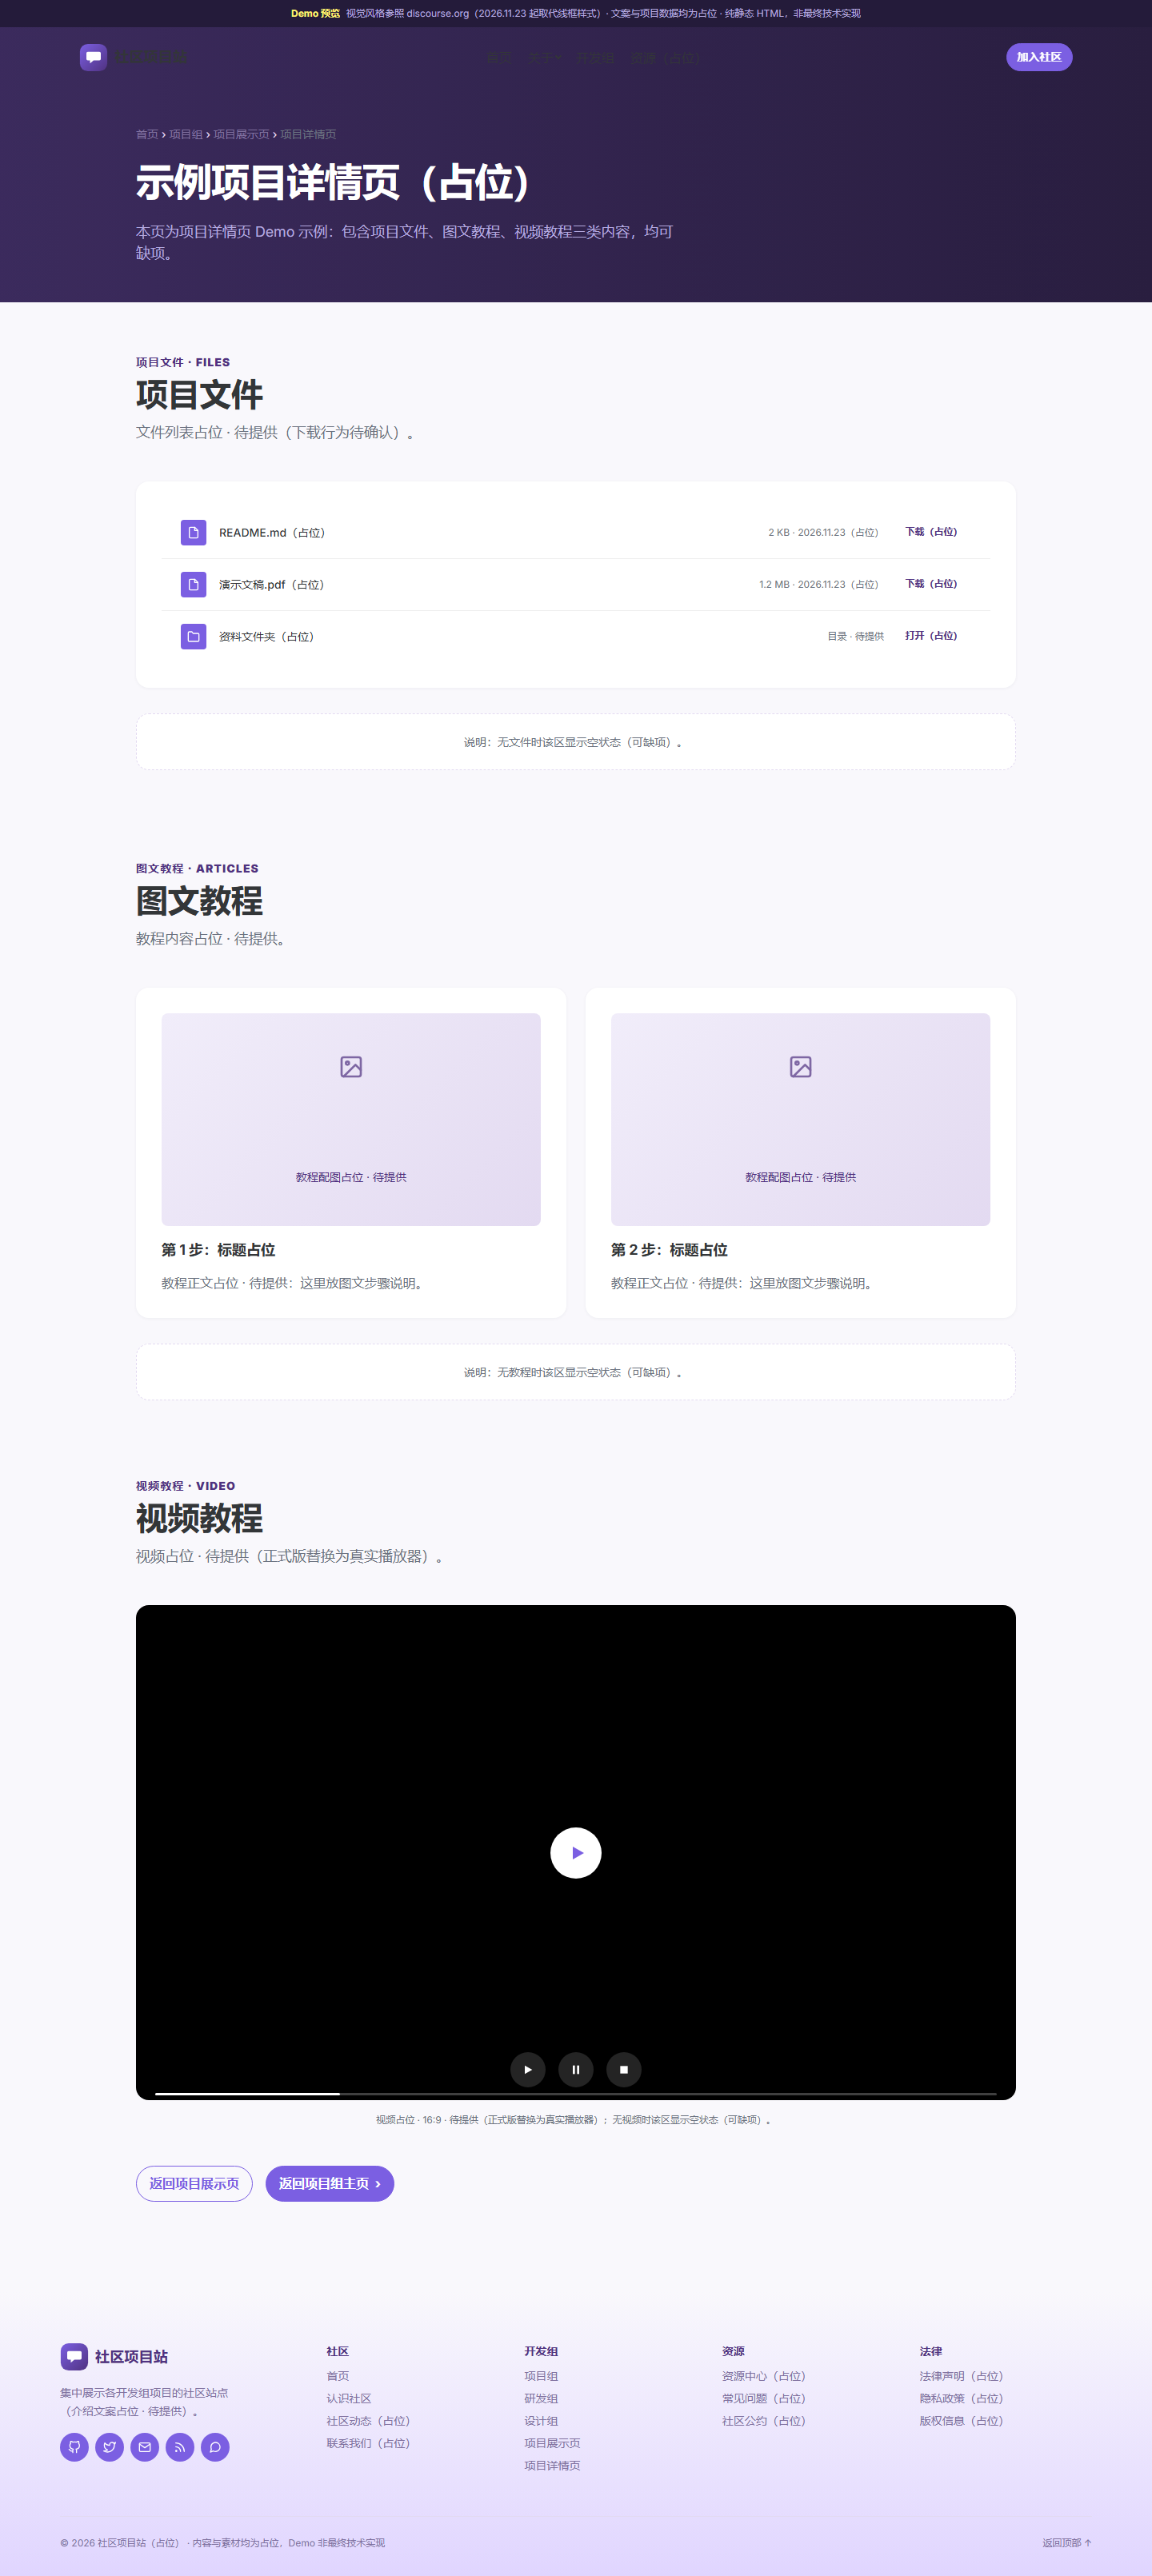 Demo 预览 视觉风格参照 discourse.org（2026.11.23 起取代线框样式）· 文案与项目数据均为占位 · 纯静态 HTML，非最终技术实现
社区项目站
首页 关于 开发组 资源（占位）
加入社区
首页 › 项目组 › 项目展示页 › 项目详情页
示例项目详情页（占位）
本页为项目详情页 Demo 示例：包含项目文件、图文教程、视频教程三类内容，均可
缺项。
项目文件 · FILES
项目文件
文件列表占位 · 待提供（下载行为待确认）。
README.md（占位） 2 KB · 2026.11.23（占位） 下载（占位）
演示文稿.pdf（占位） 1.2 MB · 2026.11.23（占位） 下载（占位）
资料文件夹（占位） 目录 · 待提供 打开（占位）
说明：无文件时该区显示空状态（可缺项）。
图文教程 · ARTICLES
图文教程
教程内容占位 · 待提供。
教程配图占位 · 待提供
第 1 步：标题占位
教程正文占位 · 待提供：这里放图文步骤说明。
教程配图占位 · 待提供
第 2 步：标题占位
教程正文占位 · 待提供：这里放图文步骤说明。
说明：无教程时该区显示空状态（可缺项）。
视频教程 · VIDEO
视频教程
视频占位 · 待提供（正式版替换为真实播放器）。
视频占位 · 16:9 · 待提供（正式版替换为真实播放器）；无视频时该区显示空状态（可缺项）。
返回项目展示页
返回项目组主页 ›
社区项目站
集中展示各开发组项目的社区站点
（介绍文案占位 · 待提供）。
社区
首页
认识社区
社区动态（占位）
联系我们（占位）
开发组
项目组
研发组
设计组
项目展示页
项目详情页
资源
资源中心（占位）
常见问题（占位）
社区公约（占位）
法律
法律声明（占位）
隐私政策（占位）
版权信息（占位）
© 2026 社区项目站（占位） · 内容与素材均为占位，Demo 非最终技术实现
返回顶部 ↑